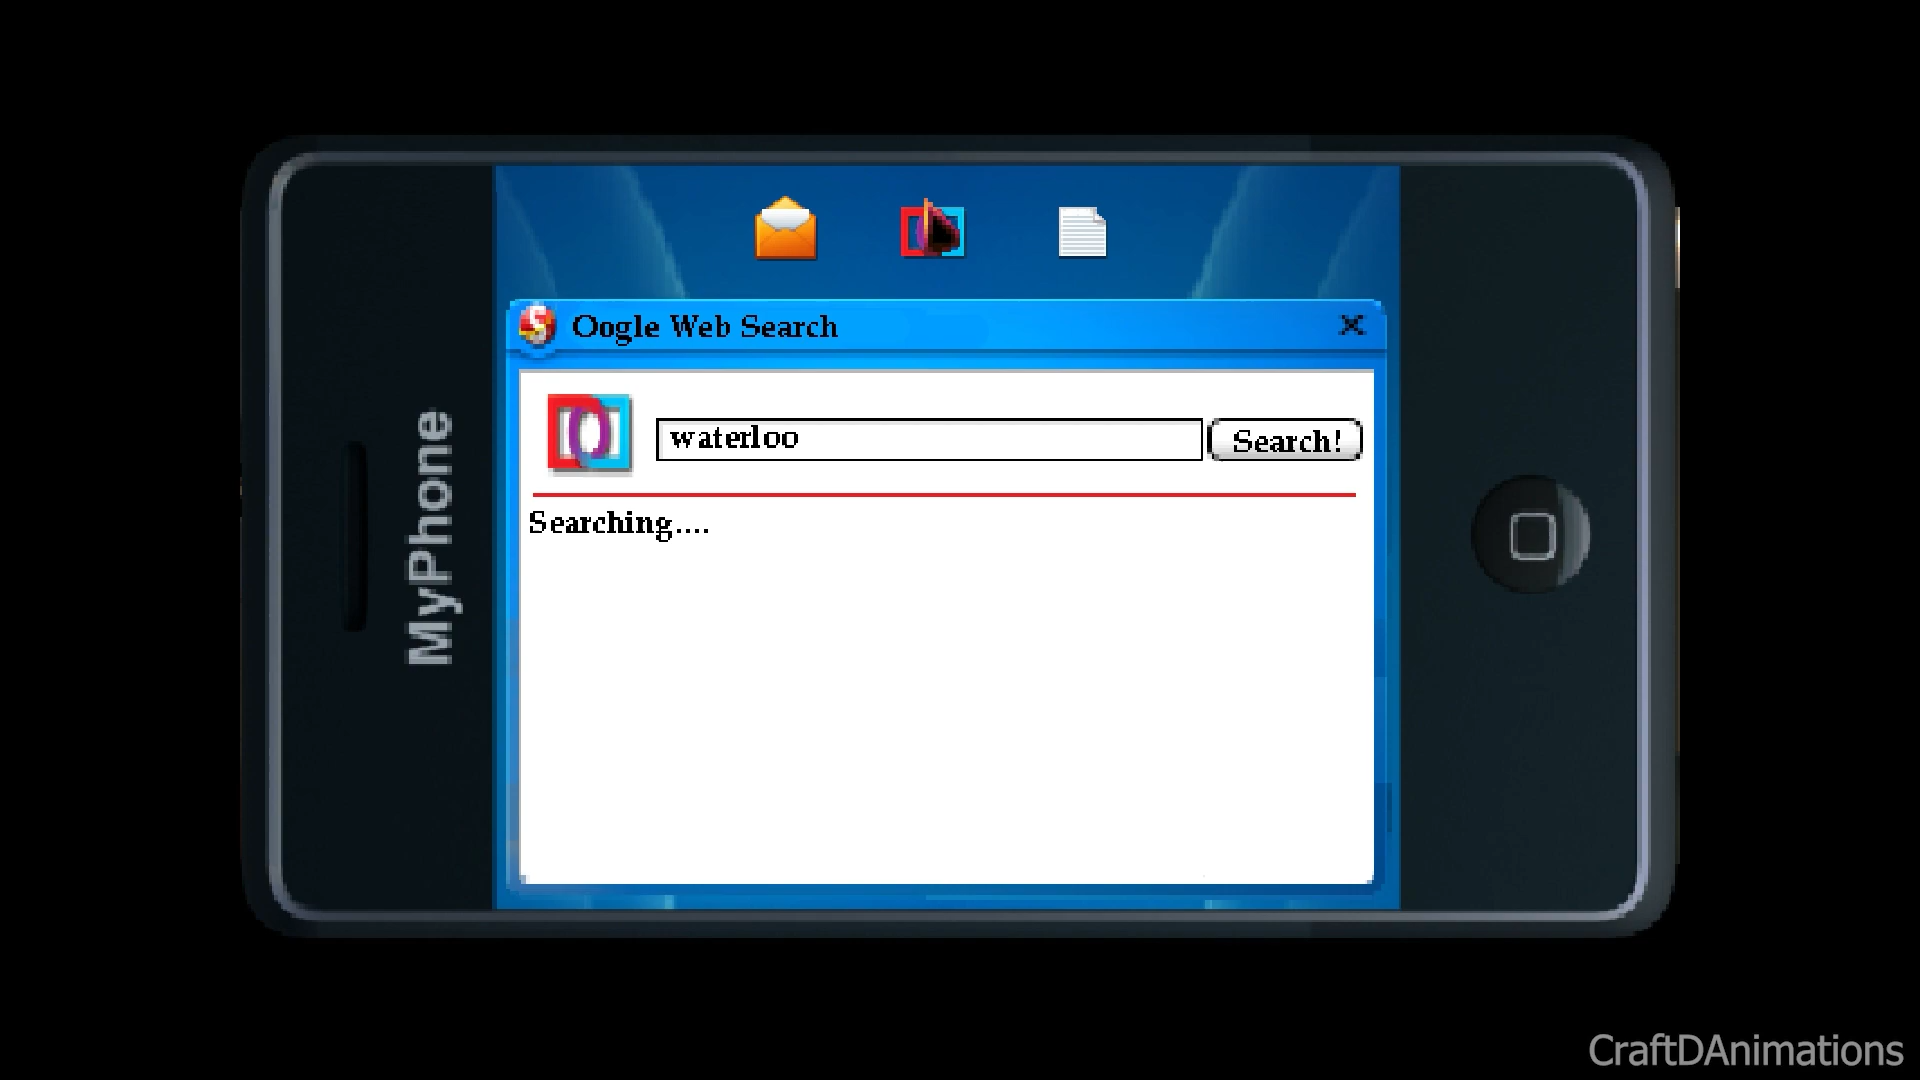 MyPhone
Oogle Web Search
waterloo
Search!
Searching....
CraftDAnimations